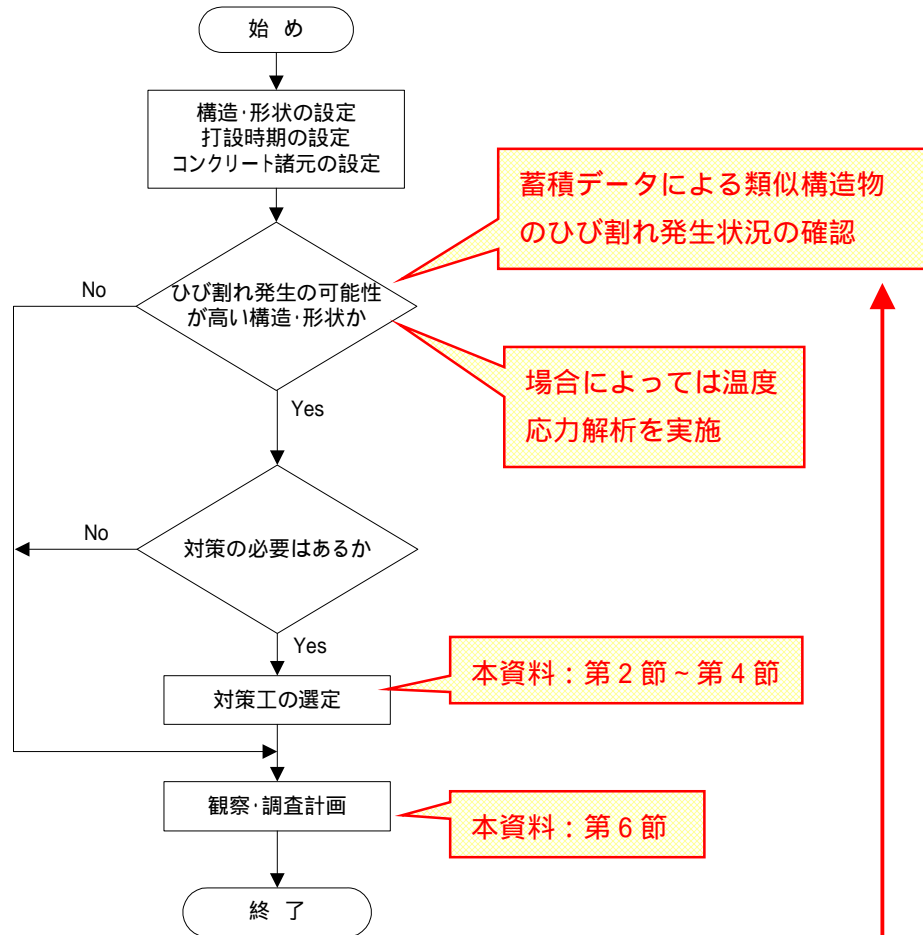 始 め
構造・形状の設定
打設時期の設定
コンクリート諸元の設定
蓄積データによる類似構造物
のひび割れ発生状況の確認
No
ひび割れ発生の可能性
が高い構造・形状か
場合によっては温度
応力解析を実施
Yes
No
対策の必要はあるか
Yes
本資料：第２節～第４節
対策工の選定
観察・調査計画
本資料：第６節
終 了